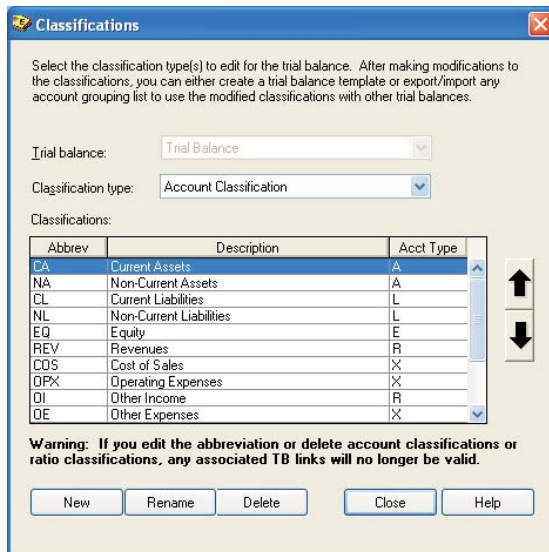 Classifications
Select the classification type(s) to edit for the trial balance. After making modifications to
the classifications, you can either create a trial balance template or export/import any
account grouping list to use the modified classifications with other trial balances.
Trial balance: Trial Balance
Classification type: Account Classification
Classifications:
Abbrev Description Acct Type
CA Current Assets A
NA Non-Current Assets A
CL Current Liabilities L
NL Non-Current Liabilities L
EQ Equity E
REV Revenues R
COS Cost of Sales X
OPX Operating Expenses X
OI Other Income R
OE Other Expenses X
Warning: If you edit the abbreviation or delete account classifications or
ratio classifications, any associated TB links will no longer be valid.
New Rename Delete Close Help